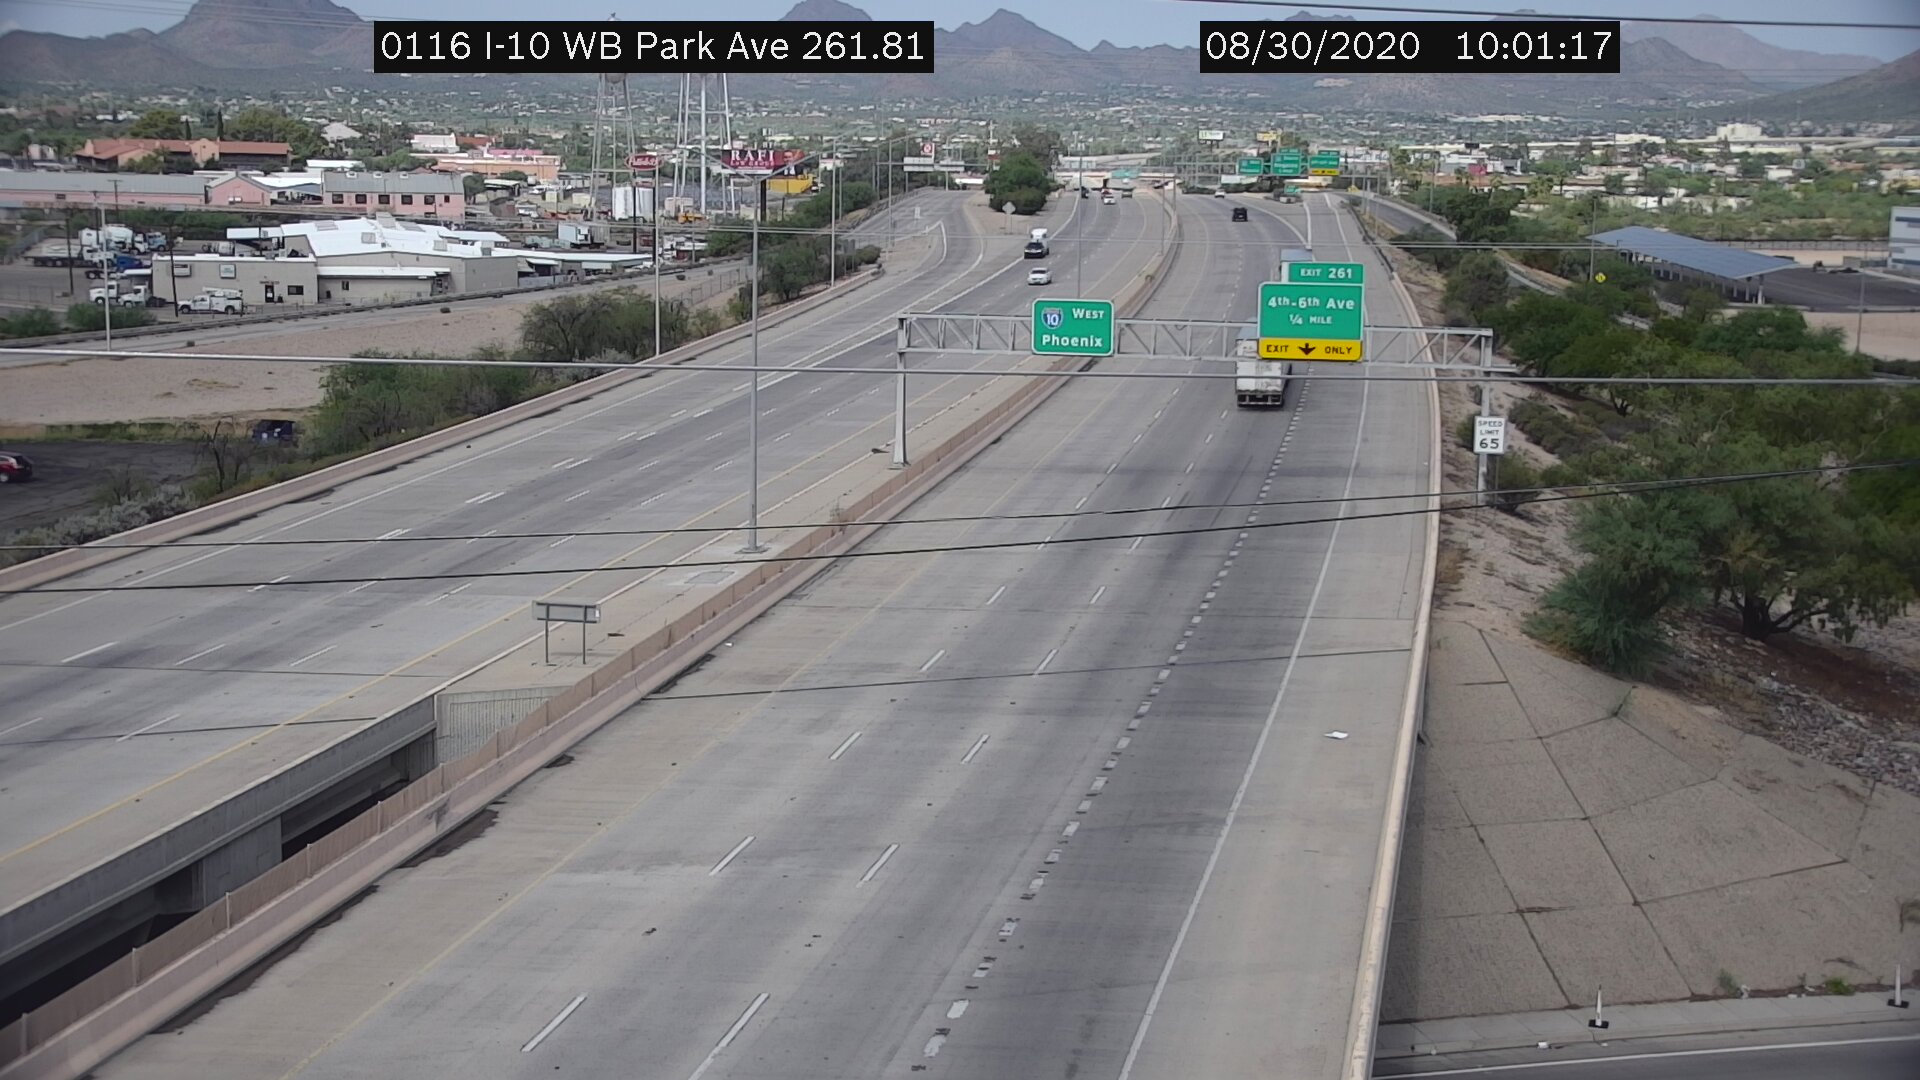 0116 I-10 WB Park Ave 261.81
08/30/2020 10:01:17
RAFI
EXIT 261
4th-6th Ave
1/4 MILE
EXIT ONLY
10 WEST
Phoenix
SPEED
LIMIT
65